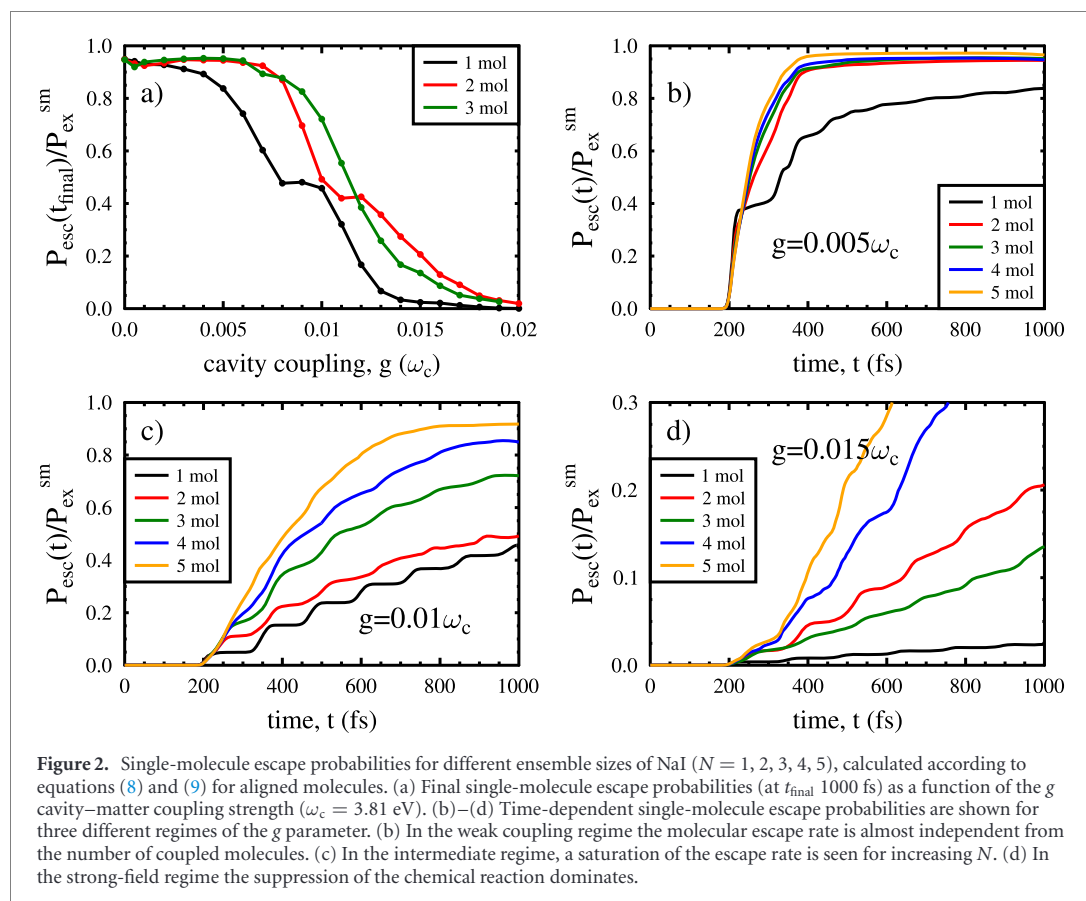 a)
1.0
0.8
0.6
0.4
0.2
0.0
P_esc(t_final)/P_ex^sm
1 mol
2 mol
3 mol
0.0
0.005
0.01
0.015
0.02
cavity coupling, g (ω_c)
b)
1.0
0.8
0.6
0.4
0.2
0.0
P_esc(t)/P_ex^sm
g=0.005ω_c
1 mol
2 mol
3 mol
4 mol
5 mol
0
200
400
600
800
1000
time, t (fs)
c)
1.0
0.8
0.6
0.4
0.2
0.0
P_esc(t)/P_ex^sm
1 mol
2 mol
3 mol
4 mol
5 mol
g=0.01ω_c
0
200
400
600
800
1000
time, t (fs)
d)
0.3
0.2
0.1
0.0
P_esc(t)/P_ex^sm
g=0.015ω_c
1 mol
2 mol
3 mol
4 mol
5 mol
0
200
400
600
800
1000
time, t (fs)
Figure 2. Single-molecule escape probabilities for different ensemble sizes of NaI (N = 1, 2, 3, 4, 5), calculated according to
equations (8) and (9) for aligned molecules. (a) Final single-molecule escape probabilities (at t_final 1000 fs) as a function of the g
cavity–matter coupling strength (ω_c = 3.81 eV). (b)–(d) Time-dependent single-molecule escape probabilities are shown for
three different regimes of the g parameter. (b) In the weak coupling regime the molecular escape rate is almost independent from
the number of coupled molecules. (c) In the intermediate regime, a saturation of the escape rate is seen for increasing N. (d) In
the strong-field regime the suppression of the chemical reaction dominates.